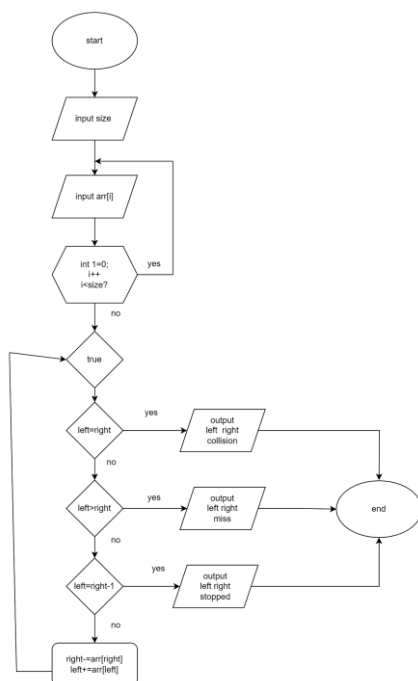 start
input size
input arr[i]
int 1=0;
i++
i<size?
yes
no
true
left=right
yes
output
left right
collision
no
left>right
yes
output
left right
miss
end
no
left=right-1
yes
output
left right
stopped
no
right-=arr[right]
left+=arr[left]